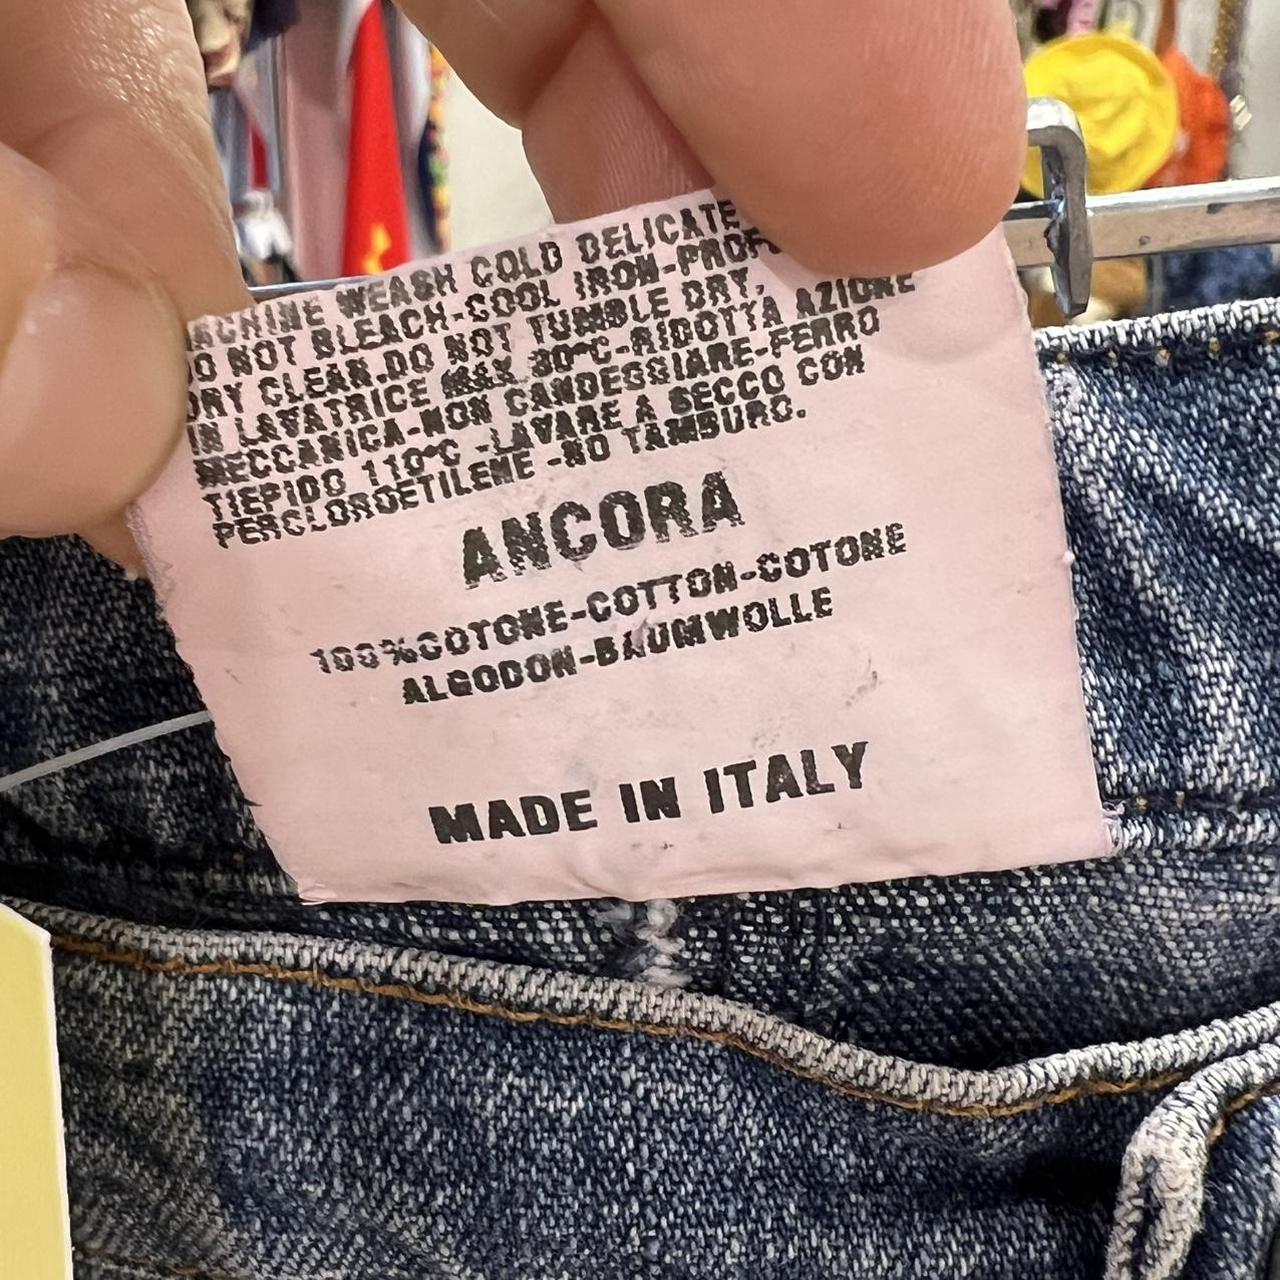 ACHINE WEASH COLD DELICATE
DO NOT BLEACH-COOL IRON-PROF
DRY CLEAN.DO NOT TUMBLE DRY,
IN LAVATRICE MAX 30°C-RIDOTTA AZIONE
MECCANICA-NON CANDEGGIARE-FERRO
TIEPIDO 110°C -LAVARE A SECCO CON
PERCLOROETILENE -NO TAMBURO.
ANCORA
100%COTONE-COTTON-COTONE
ALGODON-BAUMWOLLE
MADE IN ITALY